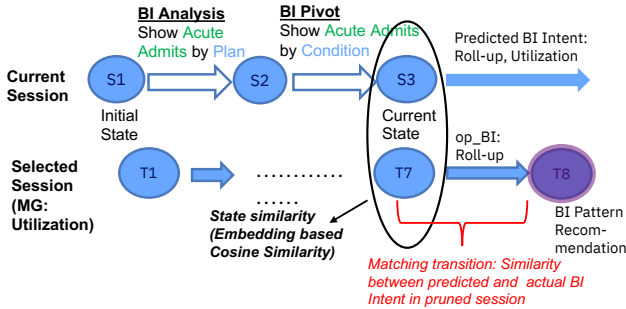 BI Analysis
Show Acute
Admits by Plan
BI Pivot
Show Acute Admits
by Condition
Predicted BI Intent:
Roll-up, Utilization
Current
Session
S1
S2
S3
Initial
State
Current
State
op_BI:
Roll-up
Selected
Session
(MG:
Utilization)
T1
............
......
T7
T8
State similarity
(Embedding based
Cosine Similarity)
BI Pattern
Recom-
mendation
Matching transition: Similarity
between predicted and actual BI
Intent in pruned session